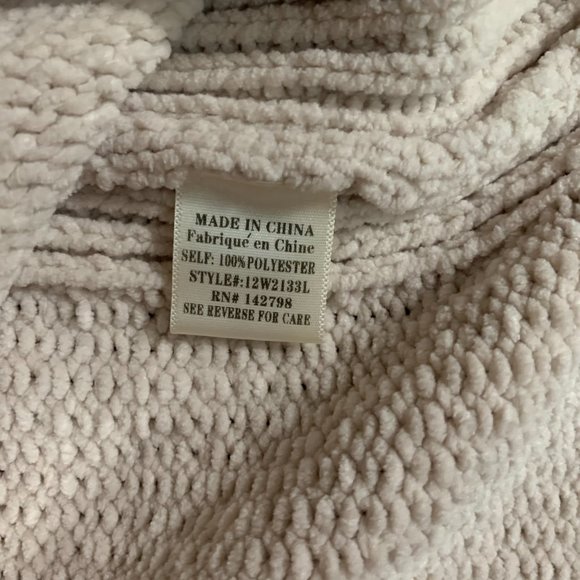 MADE IN CHINA
Fabriqué en Chine
SELF: 100%POLYESTER
STYLE#:12W2133L
RN# 142798
SEE REVERSE FOR CARE